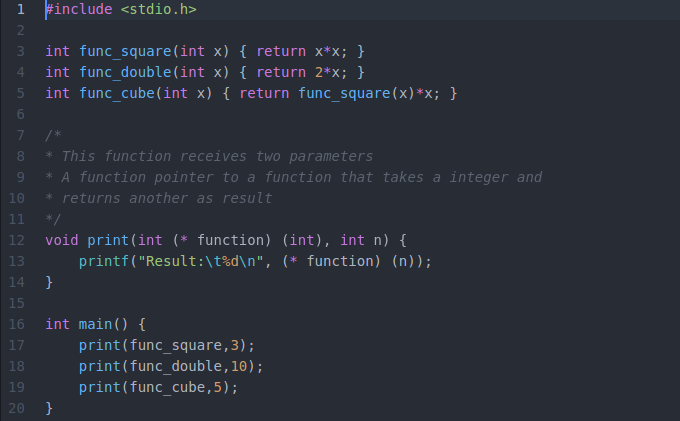 1 #include <stdio.h>
2
3 int func_square(int x) { return x*x; }
4 int func_double(int x) { return 2*x; }
5 int func_cube(int x) { return func_square(x)*x; }
6
7 /*
8 * This function receives two parameters
9 * A function pointer to a function that takes a integer and
10 * returns another as result
11 */
12 void print(int (* function) (int), int n) {
13     printf("Result:\t%d\n", (* function) (n));
14 }
15
16 int main() {
17     print(func_square,3);
18     print(func_double,10);
19     print(func_cube,5);
20 }